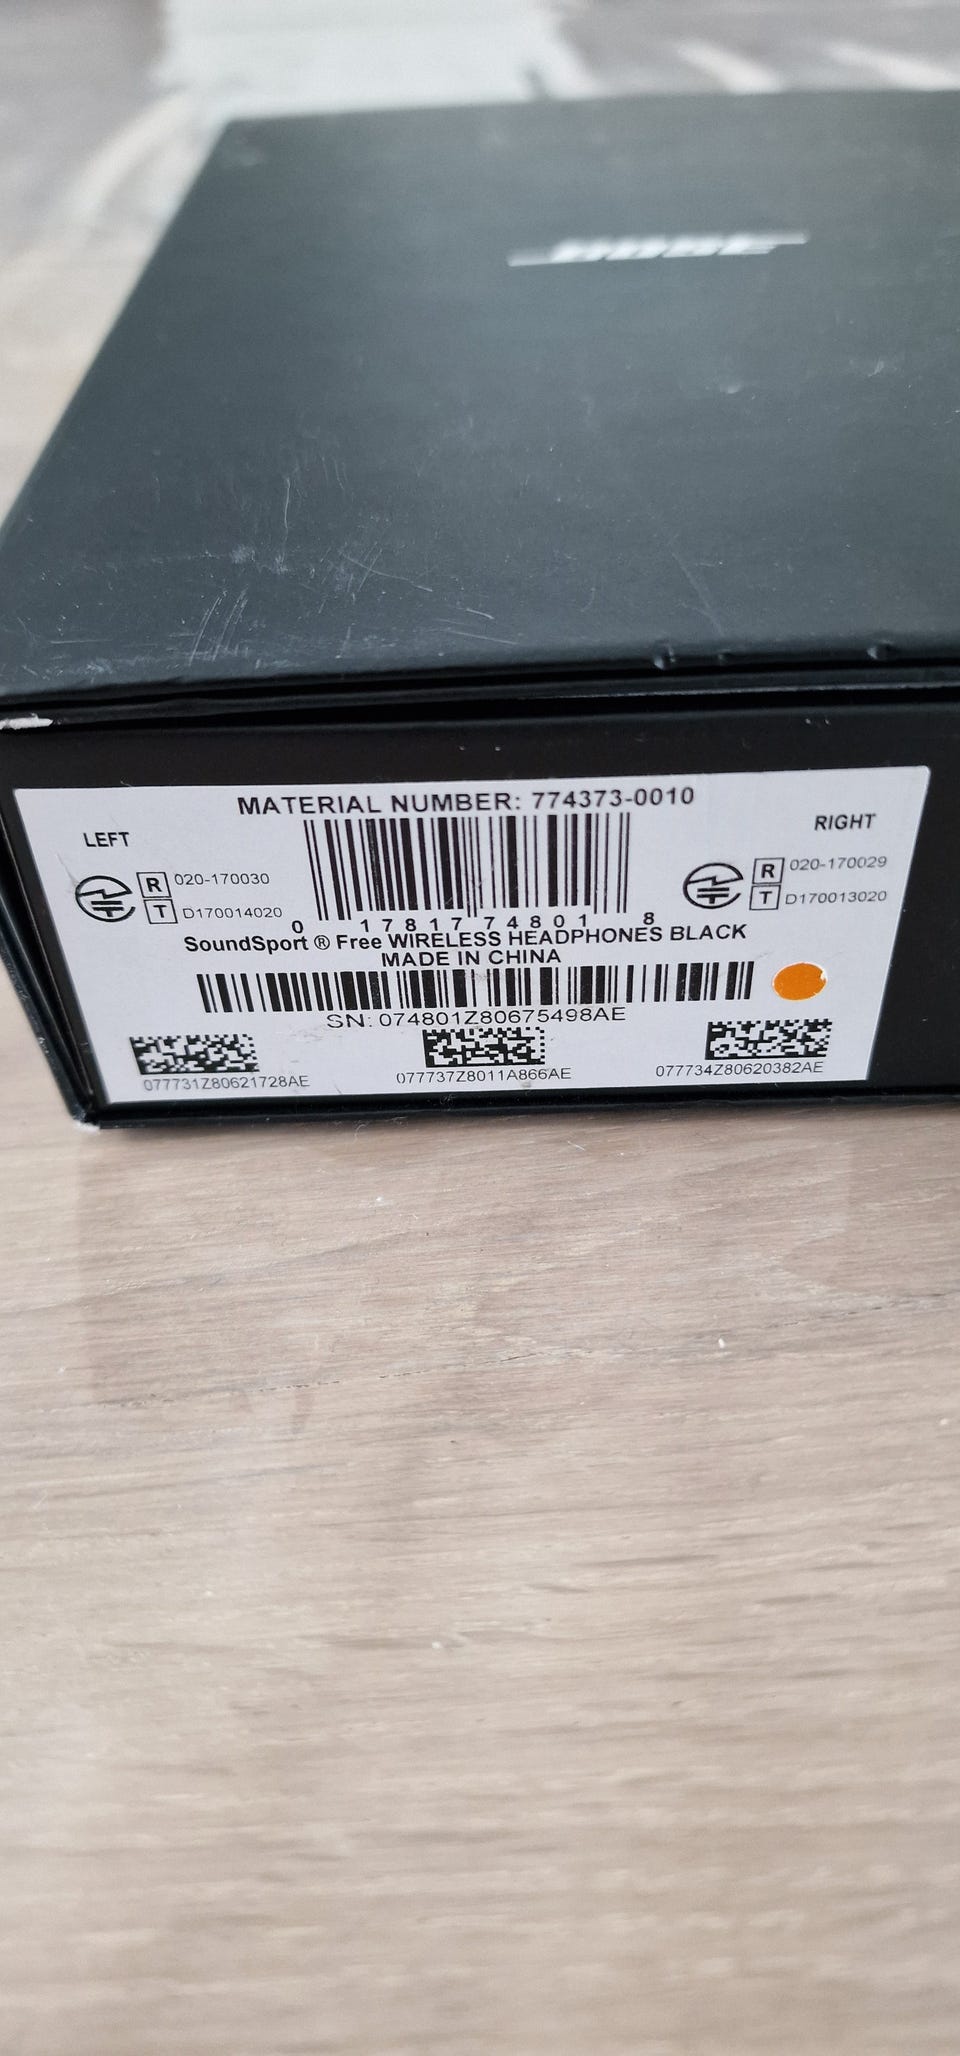 BOSE
MATERIAL NUMBER: 774373-0010
LEFT
RIGHT
R 020-170030
T D170014020
R 020-170029
T D170013020
0 17817 74801 8
SoundSport ® Free WIRELESS HEADPHONES BLACK
MADE IN CHINA
SN: 074801Z80675498AE
077731Z80621728AE
077737Z8011A866AE
077734Z80620382AE